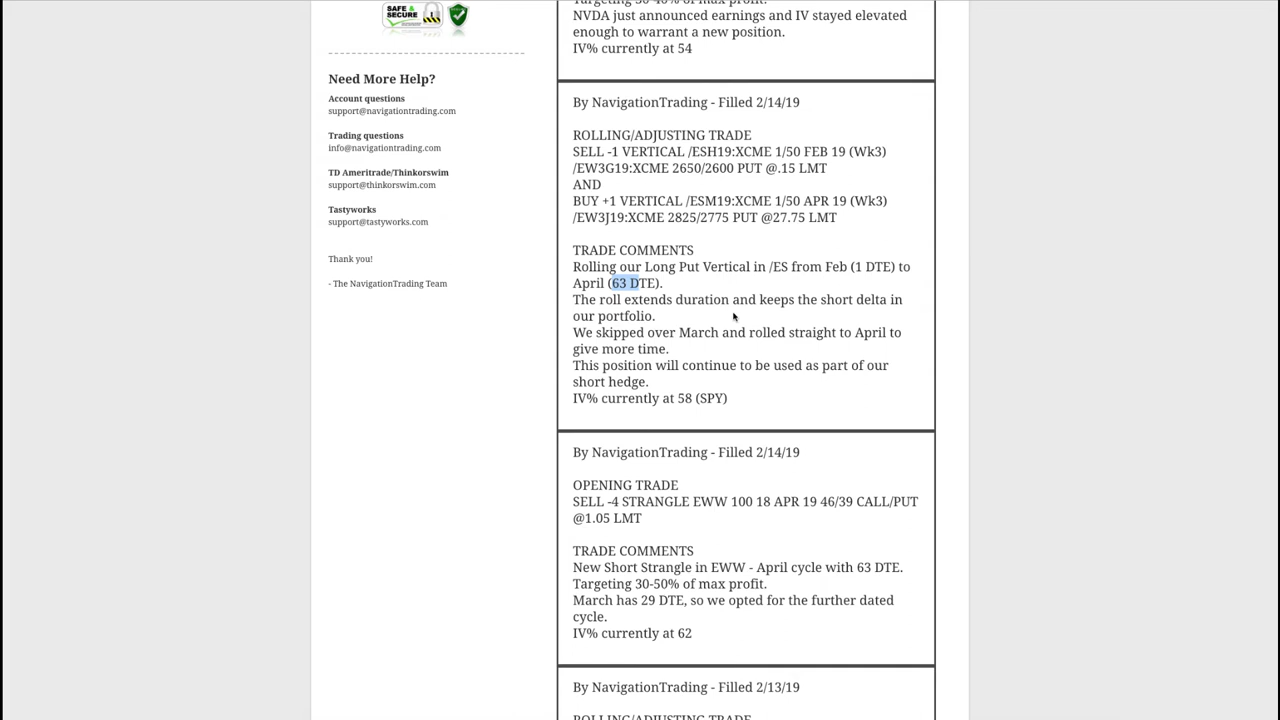 SAFE &
SECURE
Need More Help?
Account questions
support@navigationtrading.com
Trading questions
info@navigationtrading.com
TD Ameritrade/Thinkorswim
support@thinkorswim.com
Tastyworks
support@tastyworks.com
Thank you!
- The NavigationTrading Team
NVDA just announced earnings and IV stayed elevated
enough to warrant a new position.
IV% currently at 54
By NavigationTrading - Filled 2/14/19
ROLLING/ADJUSTING TRADE
SELL -1 VERTICAL /ESH19:XCME 1/50 FEB 19 (Wk3)
/EW3G19:XCME 2650/2600 PUT @.15 LMT
AND
BUY +1 VERTICAL /ESM19:XCME 1/50 APR 19 (Wk3)
/EW3J19:XCME 2825/2775 PUT @27.75 LMT
TRADE COMMENTS
Rolling our Long Put Vertical in /ES from Feb (1 DTE) to
April (63 DTE).
The roll extends duration and keeps the short delta in
our portfolio.
We skipped over March and rolled straight to April to
give more time.
This position will continue to be used as part of our
short hedge.
IV% currently at 58 (SPY)
By NavigationTrading - Filled 2/14/19
OPENING TRADE
SELL -4 STRANGLE EWW 100 18 APR 19 46/39 CALL/PUT
@1.05 LMT
TRADE COMMENTS
New Short Strangle in EWW - April cycle with 63 DTE.
Targeting 30-50% of max profit.
March has 29 DTE, so we opted for the further dated
cycle.
IV% currently at 62
By NavigationTrading - Filled 2/13/19
ROLLING/ADJUSTING TRADE